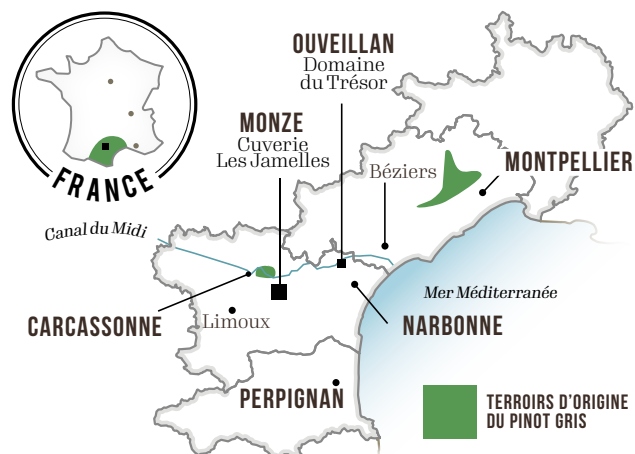 FRANCE
OUVEILLAN
Domaine
du Trésor
MONZE
Cuverie
Les Jamelles
Béziers
MONTPELLIER
Canal du Midi
Mer Méditerranée
CARCASSONNE
Limoux
NARBONNE
PERPIGNAN
TERROIRS D'ORIGINE
DU PINOT GRIS